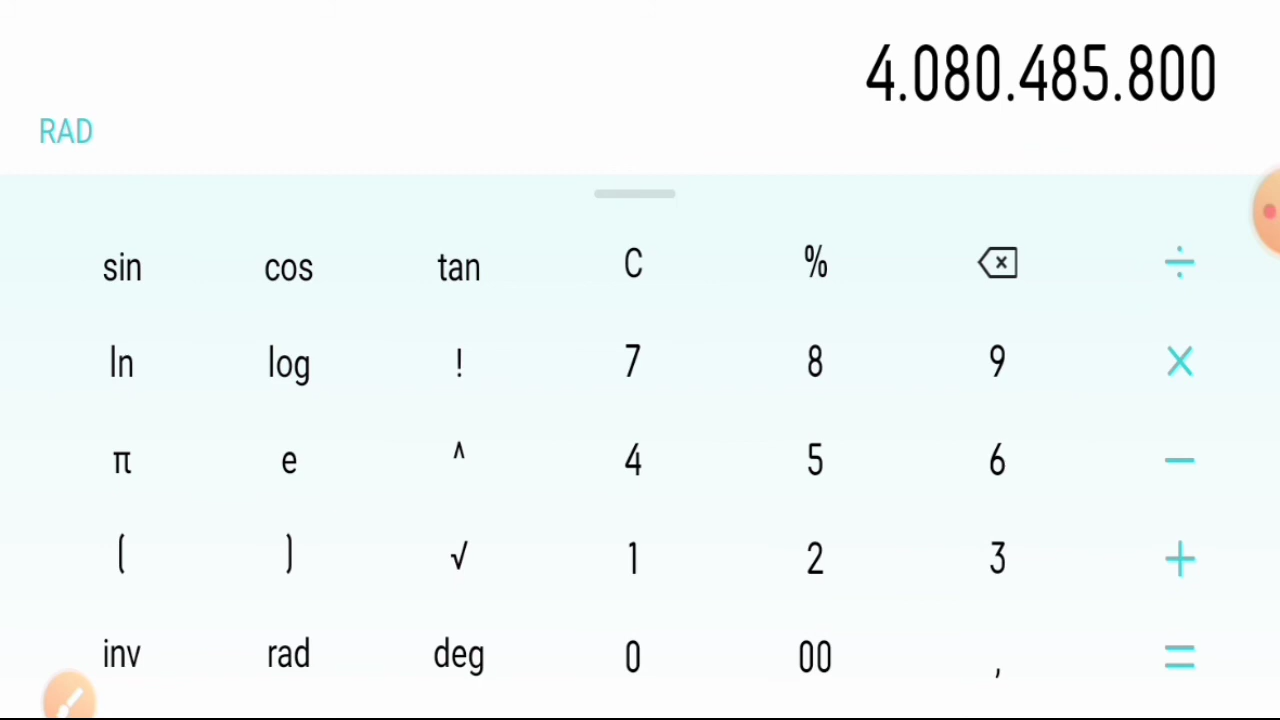 4.080.485.800
RAD
sin cos tan C % ÷
ln log ! 7 8 9 ×
π e ^ 4 5 6 −
( ) √ 1 2 3 +
inv rad deg 0 00 , =